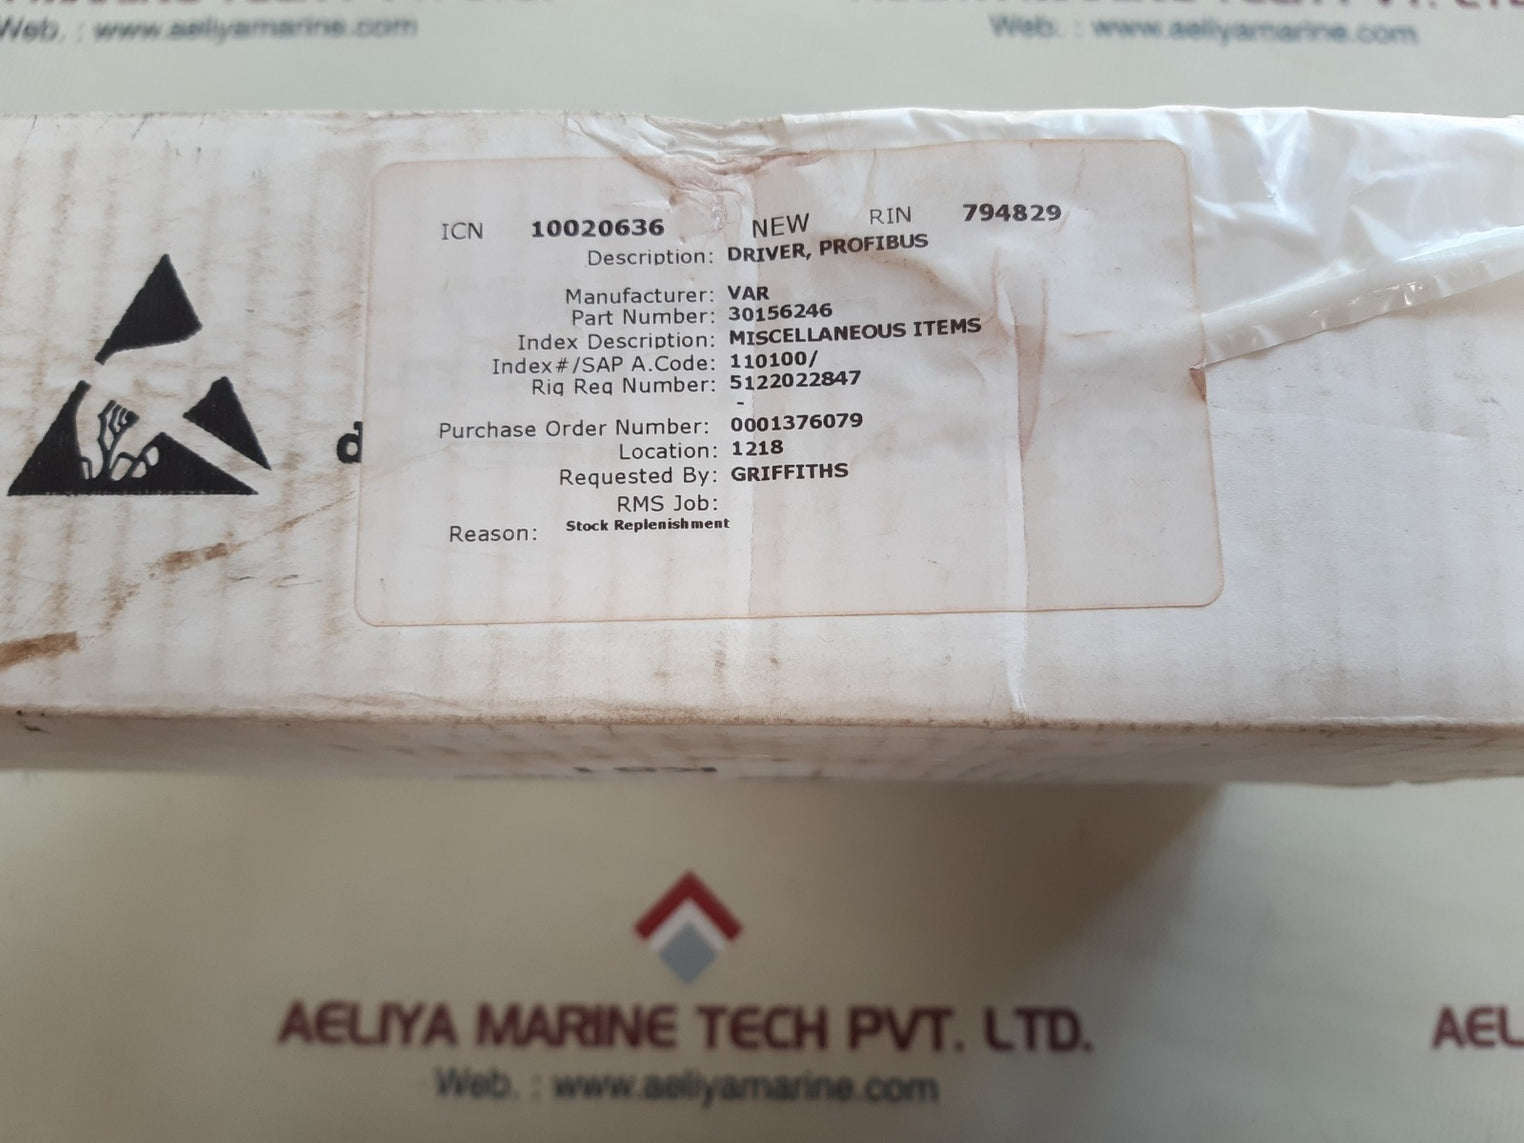 Web. : www.aeliyamarine.com
Web. : www.aeliyamarine.com
ICN 10020636 NEW RIN 794829
Description: DRIVER, PROFIBUS
Manufacturer: VAR
Part Number: 30156246
Index Description: MISCELLANEOUS ITEMS
Index#/SAP A.Code: 110100/
Rig Req Number: 5122022847
-
Purchase Order Number: 0001376079
Location: 1218
Requested By: GRIFFITHS
RMS Job:
Reason: Stock Replenishment
d
AELIYA MARINE TECH PVT. LTD.
Web. : www.aeliyamarine.com
AEL